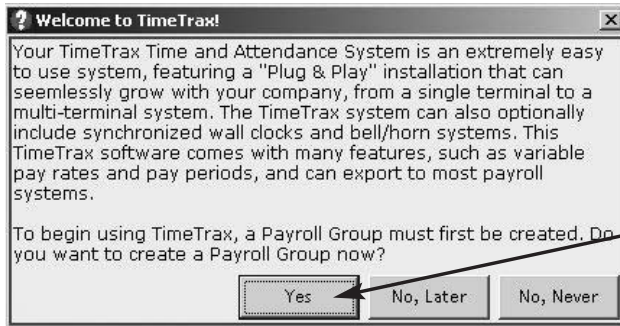 Welcome to TimeTrax!
Your TimeTrax Time and Attendance System is an extremely easy
to use system, featuring a "Plug & Play" installation that can
seemlessly grow with your company, from a single terminal to a
multi-terminal system. The TimeTrax system can also optionally
include synchronized wall clocks and bell/horn systems. This
TimeTrax software comes with many features, such as variable
pay rates and pay periods, and can export to most payroll
systems.
To begin using TimeTrax, a Payroll Group must first be created. Do
you want to create a Payroll Group now?
Yes
No, Later
No, Never